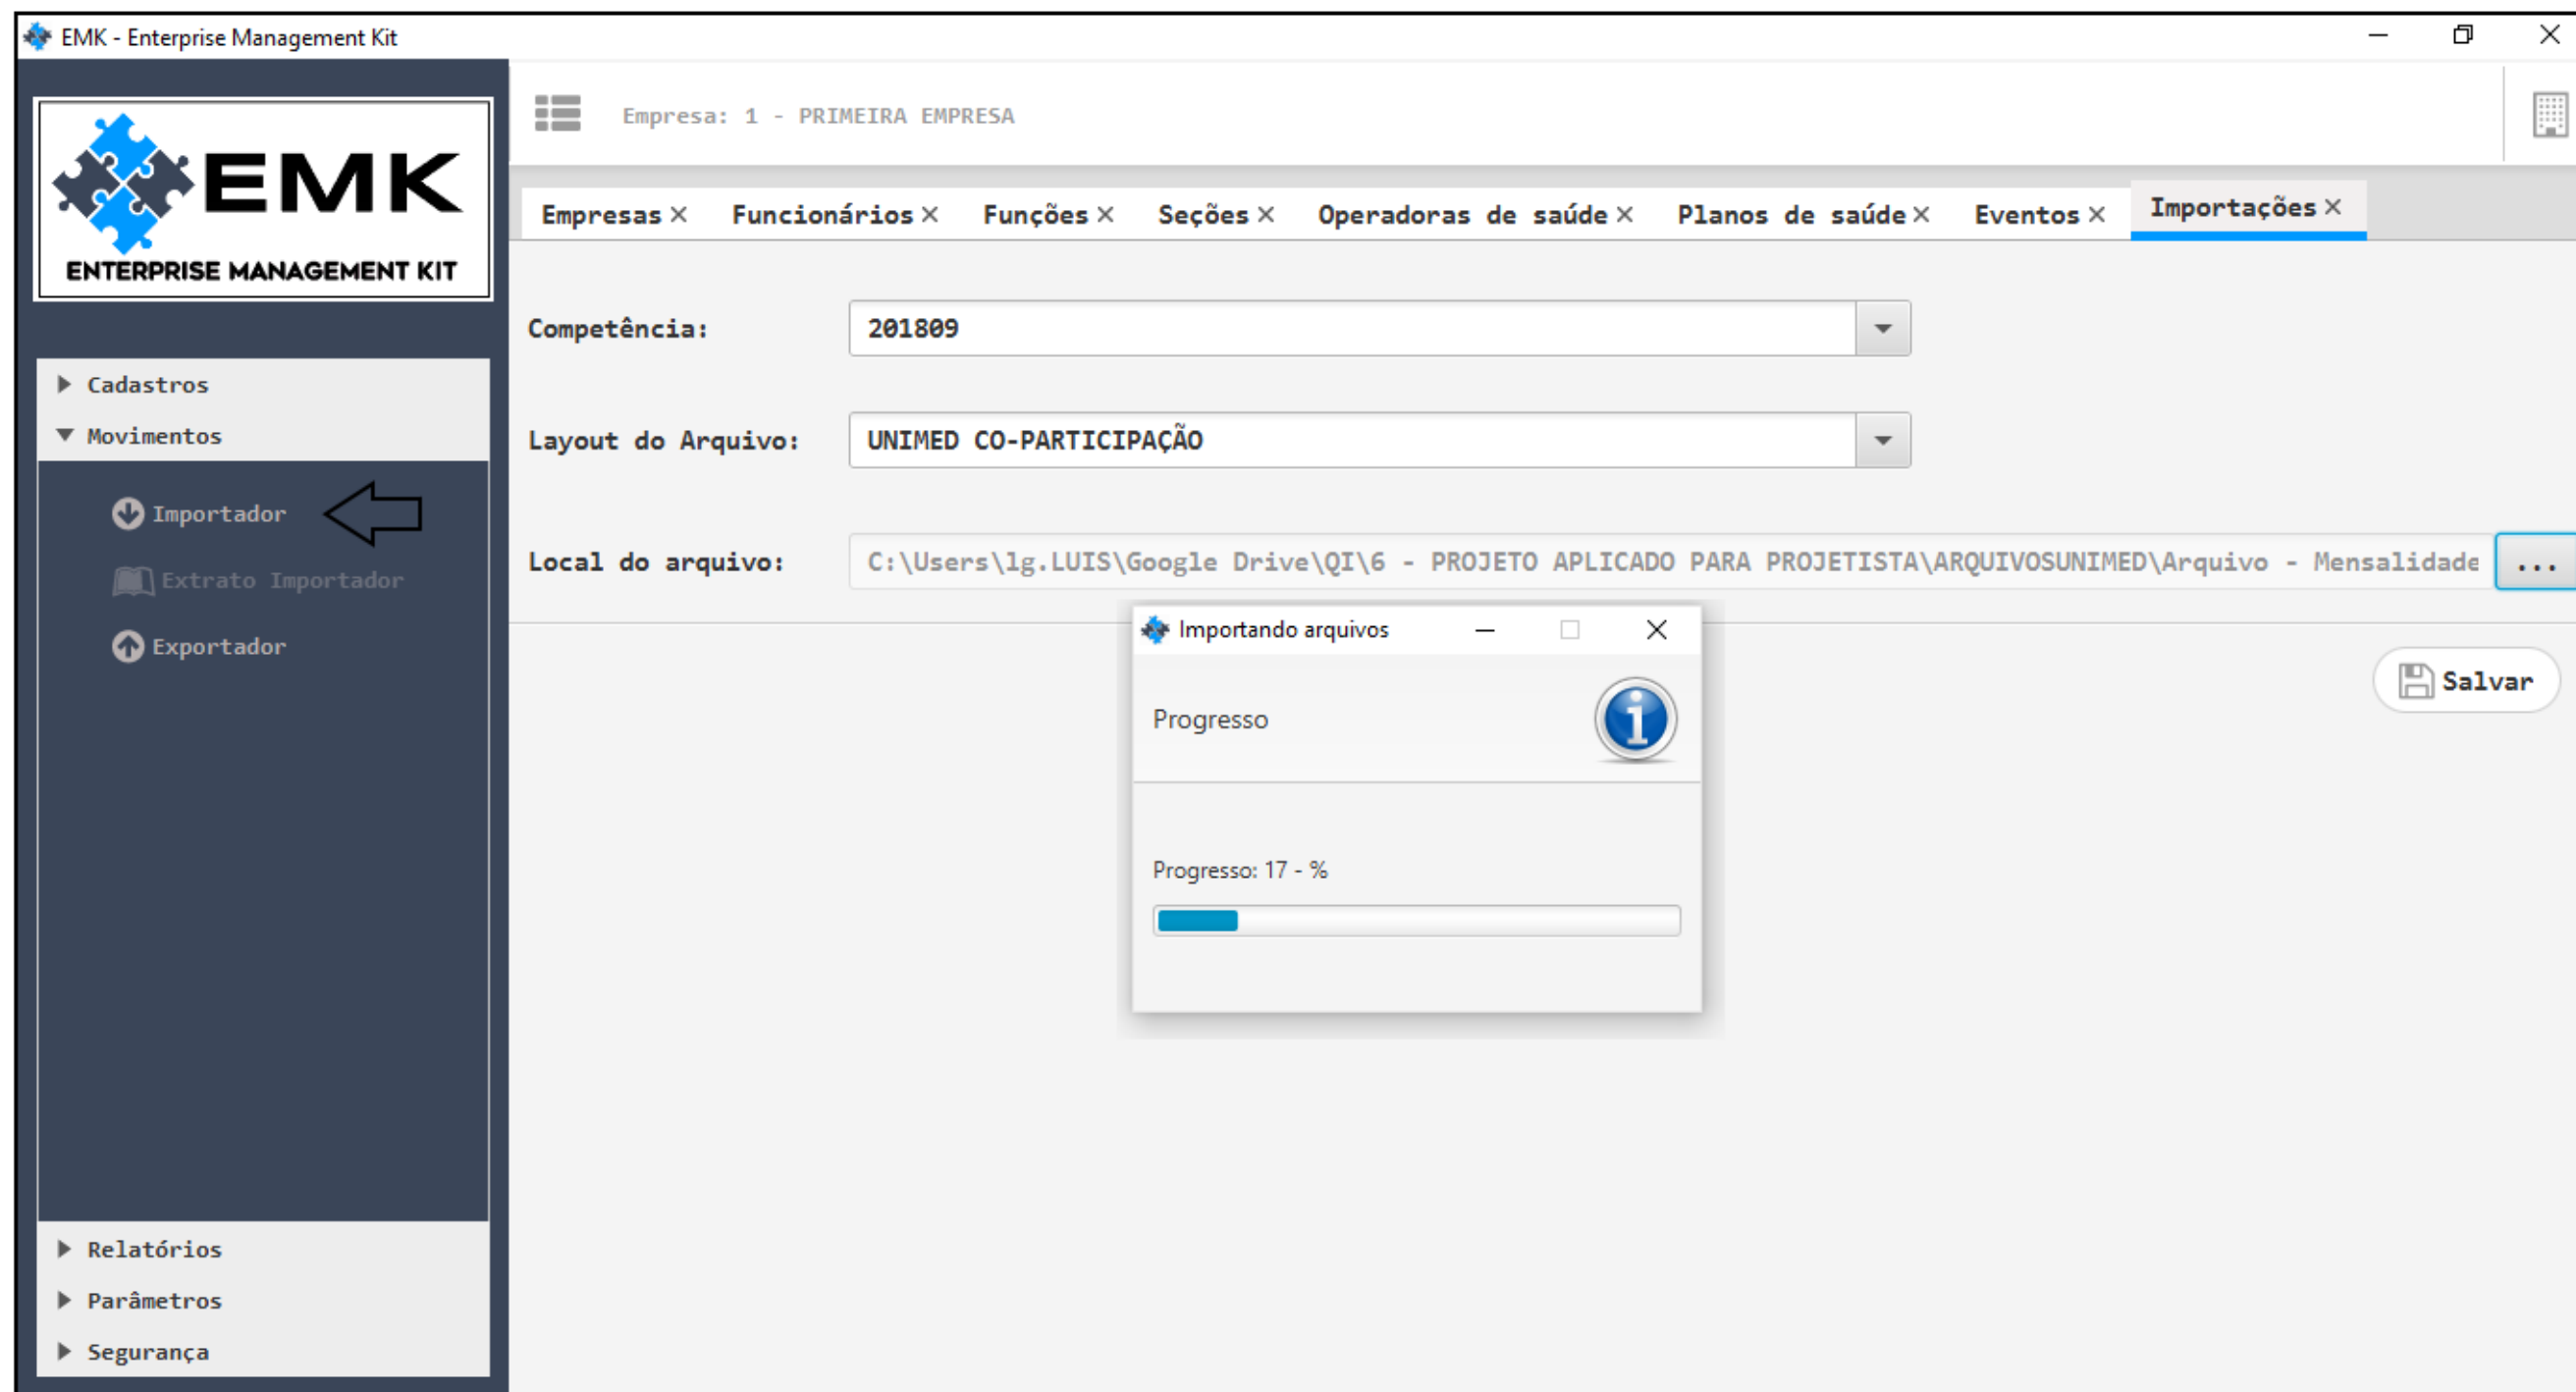 EMK - Enterprise Management Kit
EMK
ENTERPRISE MANAGEMENT KIT
Empresa: 1 - PRIMEIRA EMPRESA
Empresas Funcionários Funções Seções Operadoras de saúde Planos de saúde Eventos Importações
Competência: 201809
Layout do Arquivo: UNIMED CO-PARTICIPAÇÃO
Local do arquivo: C:\Users\lg.LUIS\Google Drive\QI\6 - PROJETO APLICADO PARA PROJETISTA\ARQUIVOSUNIMED\Arquivo - Mensalidade ...
Salvar
Cadastros
Movimentos
Importador
Extrato Importador
Exportador
Relatórios
Parâmetros
Segurança
Importando arquivos
Progresso
Progresso: 17 - %